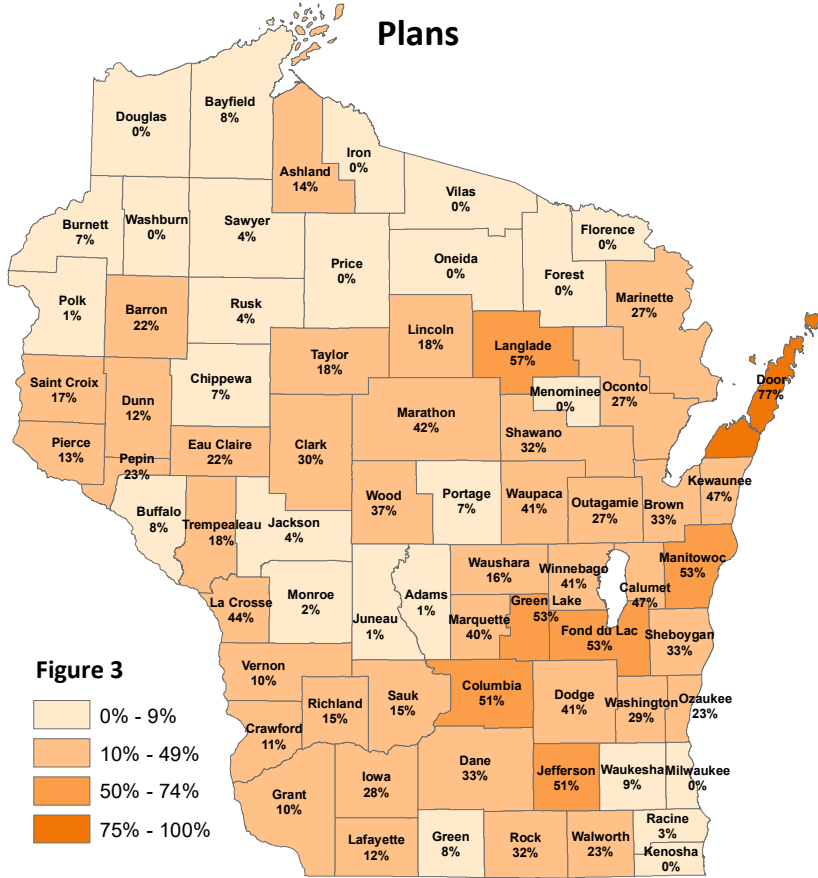 Plans
Douglas
0%
Bayfield
8%
Ashland
14%
Iron
0%
Vilas
0%
Burnett
7%
Washburn
0%
Sawyer
4%
Price
0%
Oneida
0%
Forest
0%
Florence
0%
Marinette
27%
Polk
1%
Barron
22%
Rusk
4%
Lincoln
18%
Langlade
57%
Taylor
18%
Door
77%
Saint Croix
17%
Dunn
12%
Chippewa
7%
Menominee
0%
Oconto
27%
Marathon
42%
Shawano
32%
Pierce
13%
Pepin
23%
Eau Claire
22%
Clark
30%
Buffalo
8%
Trempealeau
18%
Jackson
4%
Wood
37%
Portage
7%
Waupaca
41%
Outagamie
27%
Brown
33%
Kewaunee
47%
La Crosse
44%
Monroe
2%
Juneau
1%
Adams
1%
Waushara
16%
Winnebago
41%
Calumet
47%
Manitowoc
53%
Marquette
40%
Green Lake
53%
Fond du Lac
53%
Sheboygan
33%
Vernon
10%
Crawford
11%
Richland
15%
Sauk
15%
Columbia
51%
Dodge
41%
Washington
29%
Ozaukee
23%
Grant
10%
Iowa
28%
Dane
33%
Jefferson
51%
Waukesha
9%
Milwaukee
0%
Lafayette
12%
Green
8%
Rock
32%
Walworth
23%
Racine
3%
Kenosha
0%
Figure 3
0% - 9%
10% - 49%
50% - 74%
75% - 100%